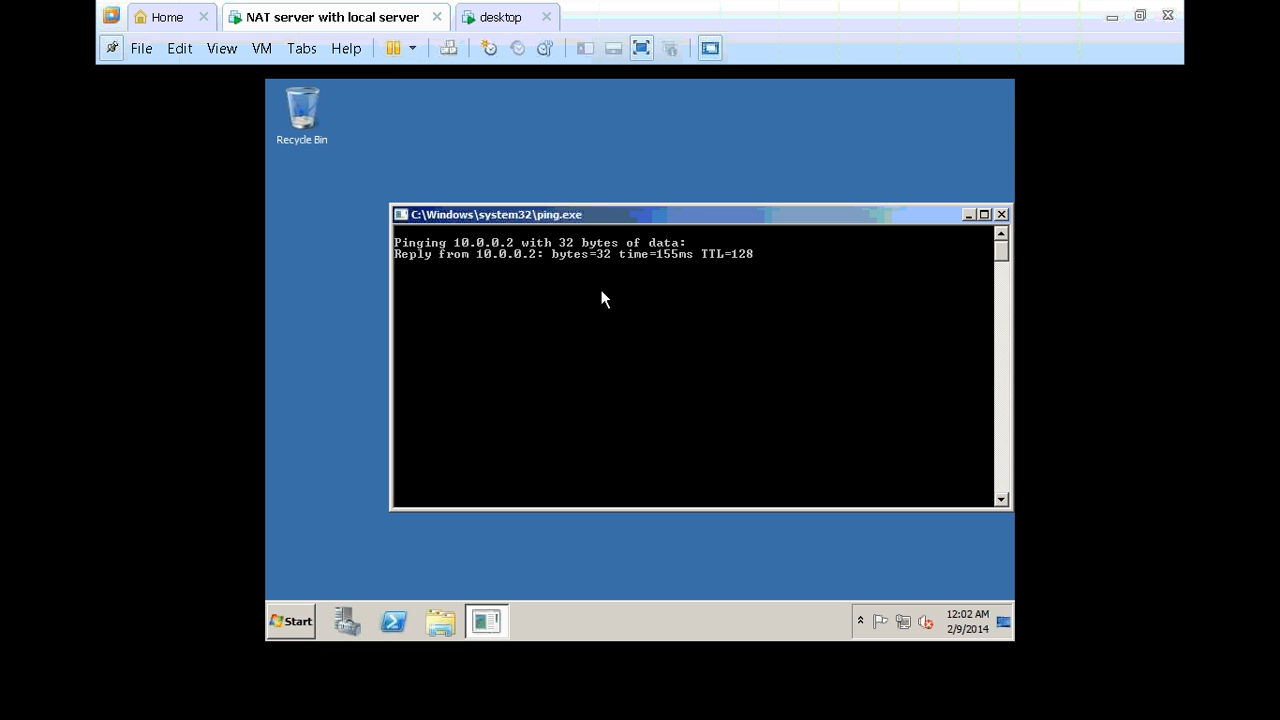 Home
NAT server with local server
desktop
File Edit View VM Tabs Help
Recycle Bin
C:\Windows\system32\ping.exe
Pinging 10.0.0.2 with 32 bytes of data:
Reply from 10.0.0.2: bytes=32 time=155ms TTL=128
Start
12:02 AM
2/9/2014